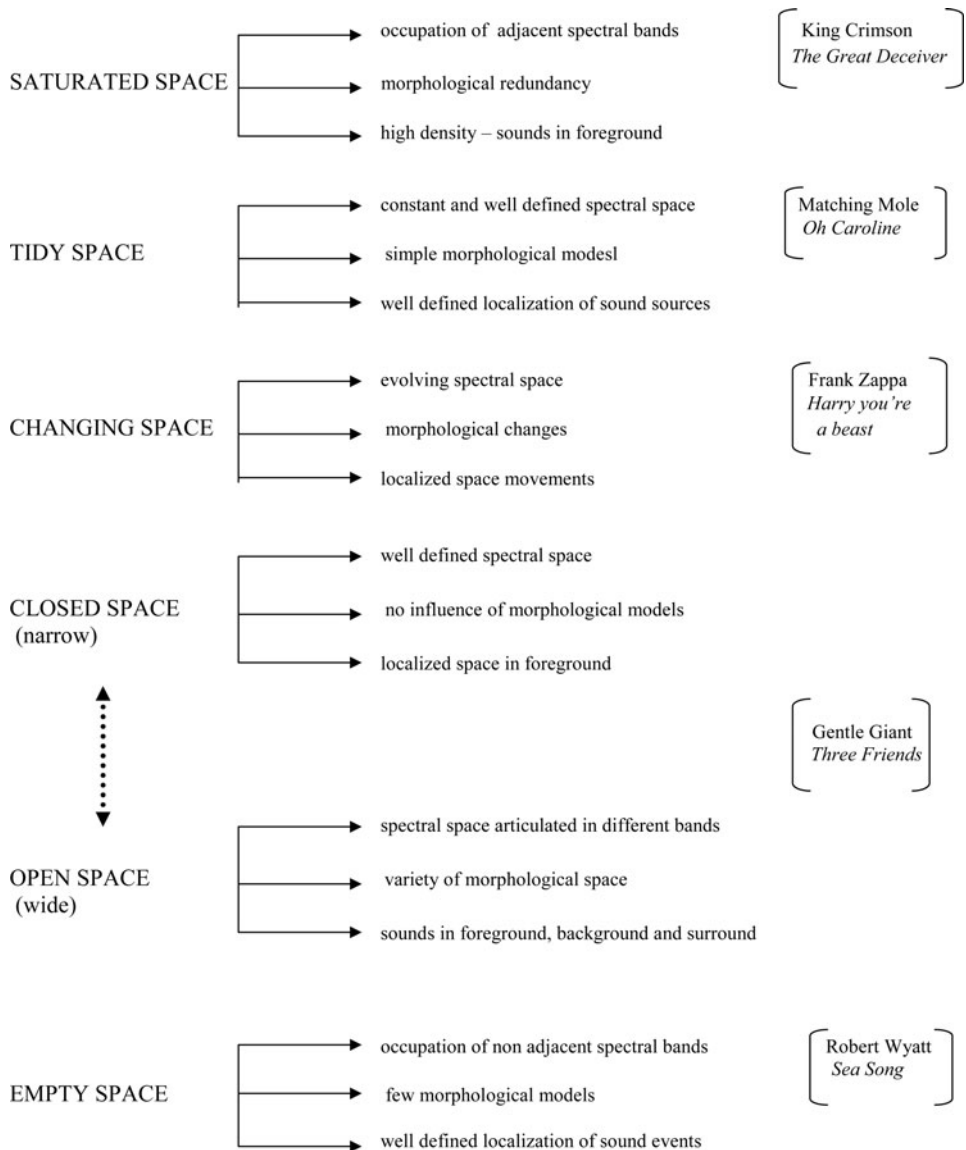 occupation of adjacent spectral bands
King Crimson
The Great Deceiver
SATURATED SPACE
morphological redundancy
high density – sounds in foreground
constant and well defined spectral space
Matching Mole
Oh Caroline
TIDY SPACE
simple morphological modesl
well defined localization of sound sources
evolving spectral space
Frank Zappa
Harry you're
a beast
CHANGING SPACE
morphological changes
localized space movements
well defined spectral space
CLOSED SPACE
(narrow)
no influence of morphological models
localized space in foreground
Gentle Giant
Three Friends
spectral space articulated in different bands
OPEN SPACE
(wide)
variety of morphological space
sounds in foreground, background and surround
occupation of non adjacent spectral bands
Robert Wyatt
Sea Song
EMPTY SPACE
few morphological models
well defined localization of sound events